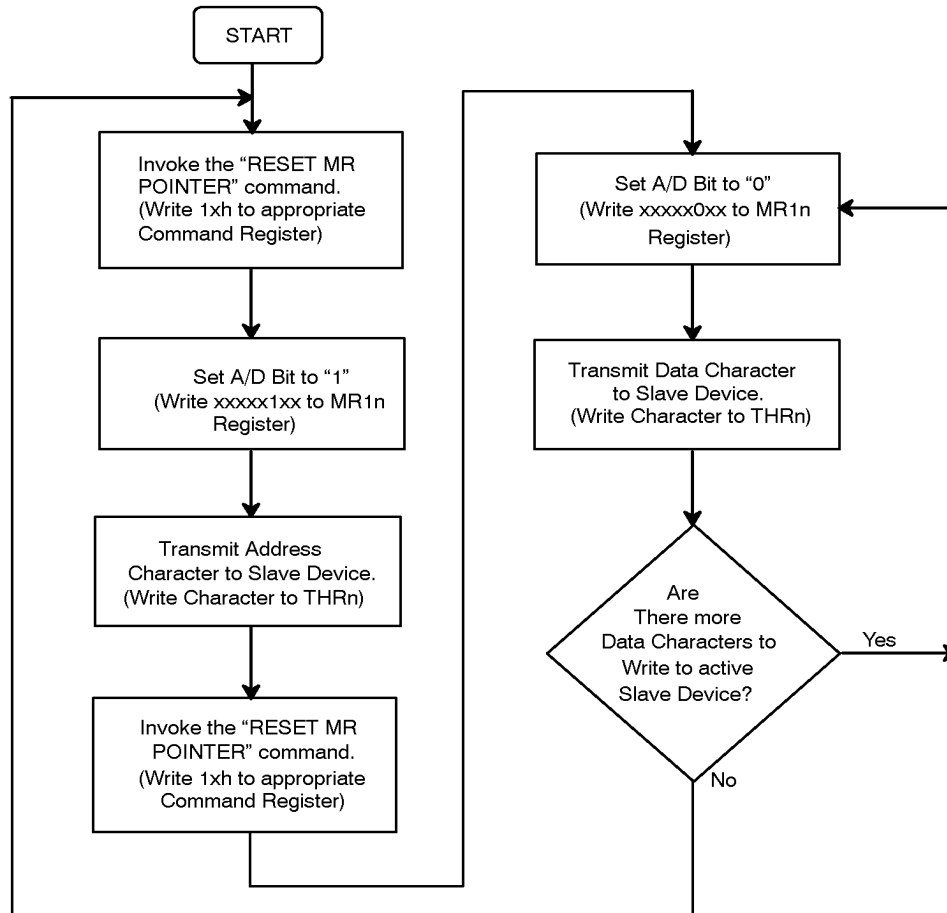 START
Invoke the “RESET MR
POINTER” command.
(Write 1xh to appropriate
Command Register)
Set A/D Bit to “1”
(Write xxxxx1xx to MR1n
Register)
Transmit Address
Character to Slave Device.
(Write Character to THRn)
Invoke the “RESET MR
POINTER” command.
(Write 1xh to appropriate
Command Register)
Set A/D Bit to “0”
(Write xxxxx0xx to MR1n
Register)
Transmit Data Character
to Slave Device.
(Write Character to THRn)
Are
There more
Data Characters to
Write to active
Slave Device?
Yes
No